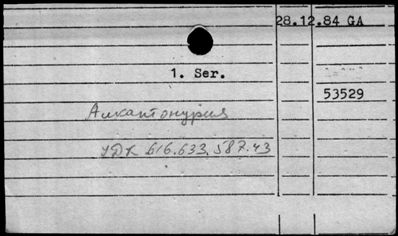 28.12.84 GA
1. Ser.
53529
Алкаптонурия
УДК 616.633.587.43